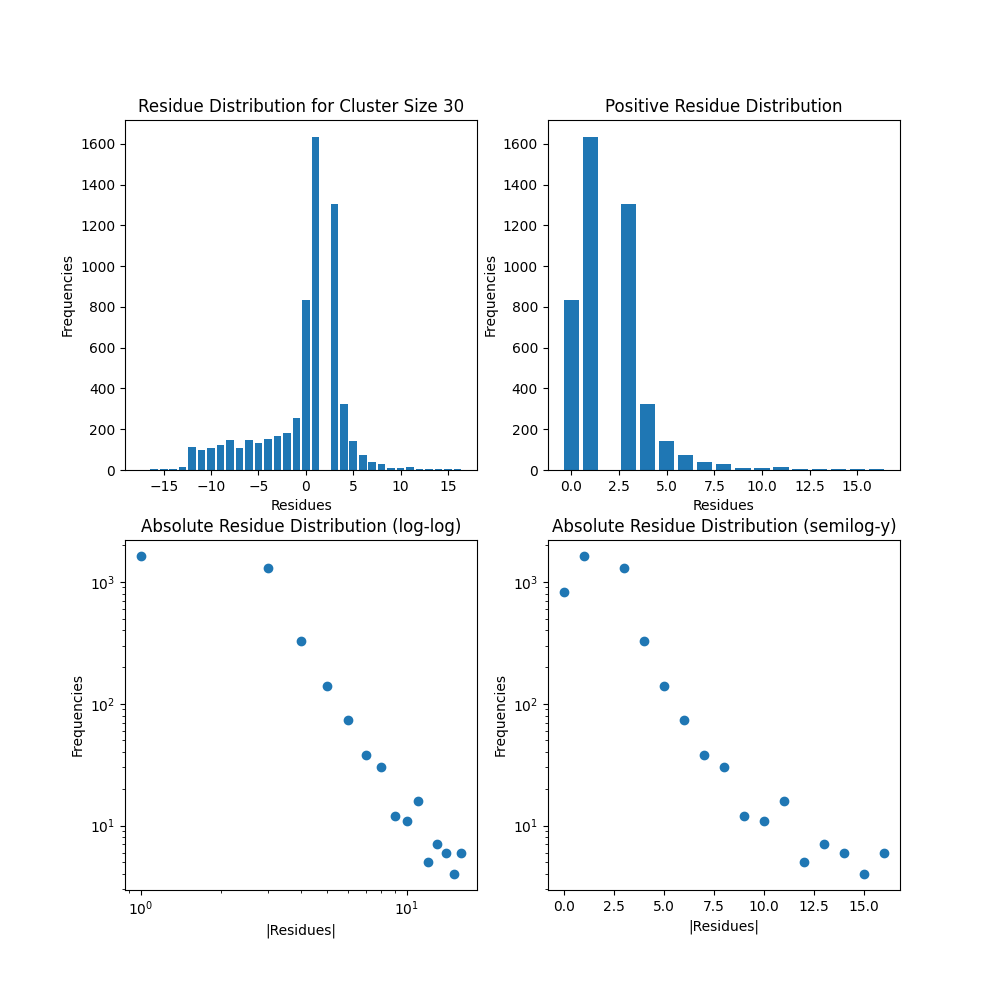 Residue Distribution for Cluster Size 30
Frequencies
1600
1400
1200
1000
800
600
400
200
0
−15 −10 −5 0 5 10 15
Residues
Positive Residue Distribution
Frequencies
1600
1400
1200
1000
800
600
400
200
0
0.0 2.5 5.0 7.5 10.0 12.5 15.0
Residues
Absolute Residue Distribution (log-log)
Frequencies
10³
10²
10¹
10⁰ 10¹
|Residues|
Absolute Residue Distribution (semilog-y)
Frequencies
10³
10²
10¹
0.0 2.5 5.0 7.5 10.0 12.5 15.0
|Residues|